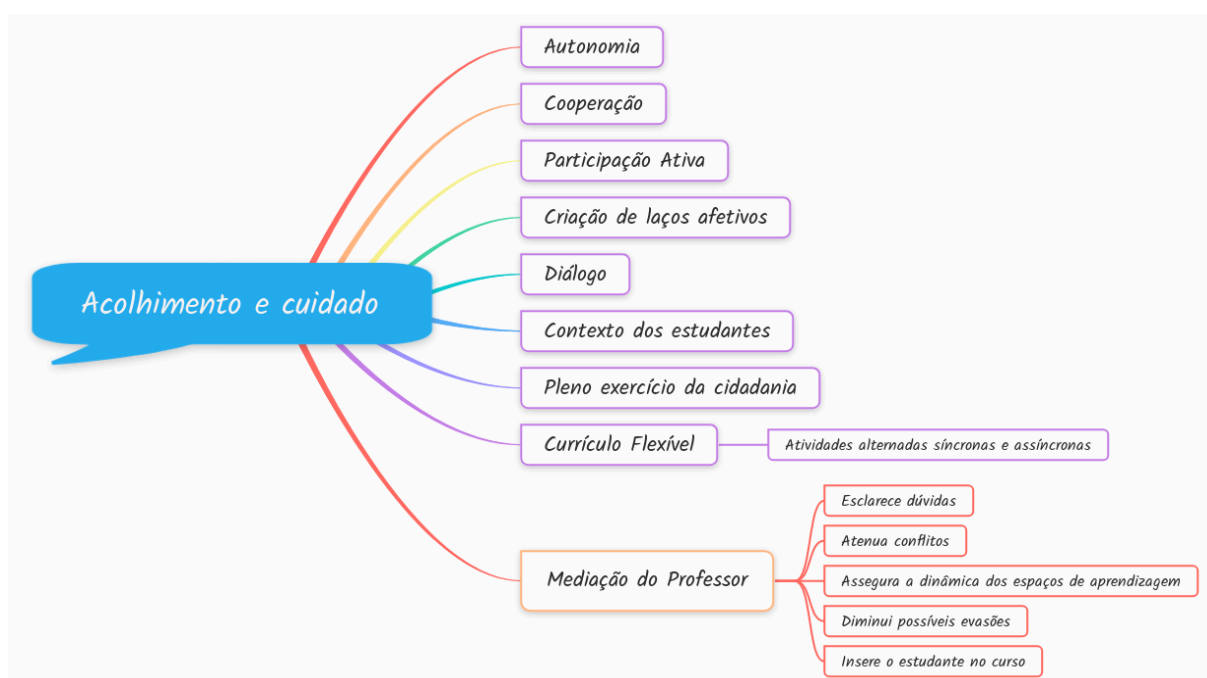 Autonomia
Cooperação
Participação Ativa
Criação de laços afetivos
Diálogo
Acolhimento e cuidado
Contexto dos estudantes
Pleno exercício da cidadania
Currículo Flexível
Atividades alternadas síncronas e assíncronas
Mediação do Professor
Esclarece dúvidas
Atenua conflitos
Assegura a dinâmica dos espaços de aprendizagem
Diminui possíveis evasões
Insere o estudante no curso